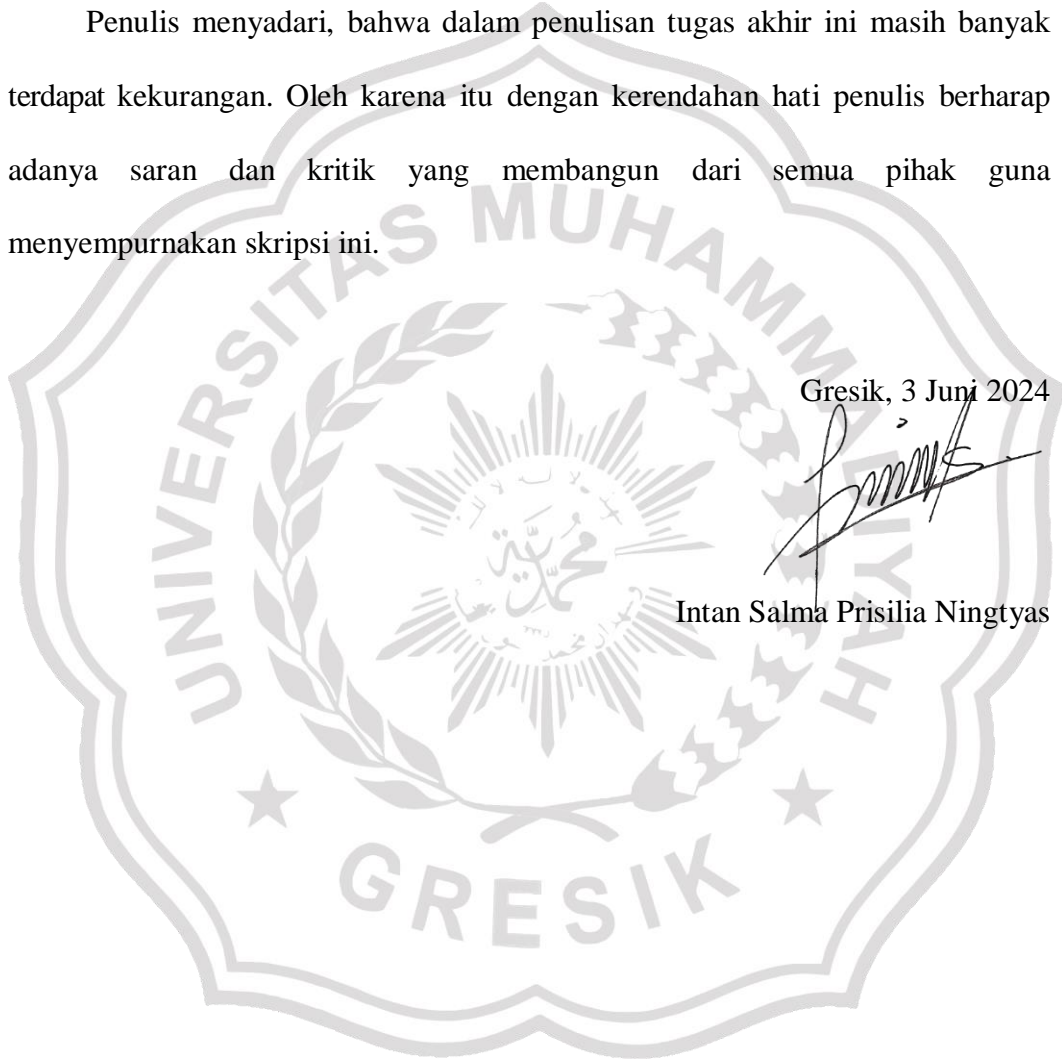 Penulis menyadari, bahwa dalam penulisan tugas akhir ini masih banyak
terdapat kekurangan. Oleh karena itu dengan kerendahan hati penulis berharap
adanya saran dan kritik yang membangun dari semua pihak guna
menyempurnakan skripsi ini.
UNIVERSITAS MUHAMMADIYAH
Gresik, 3 Juni 2024
محمد
Intan Salma Prisilia Ningtyas
GRESIK